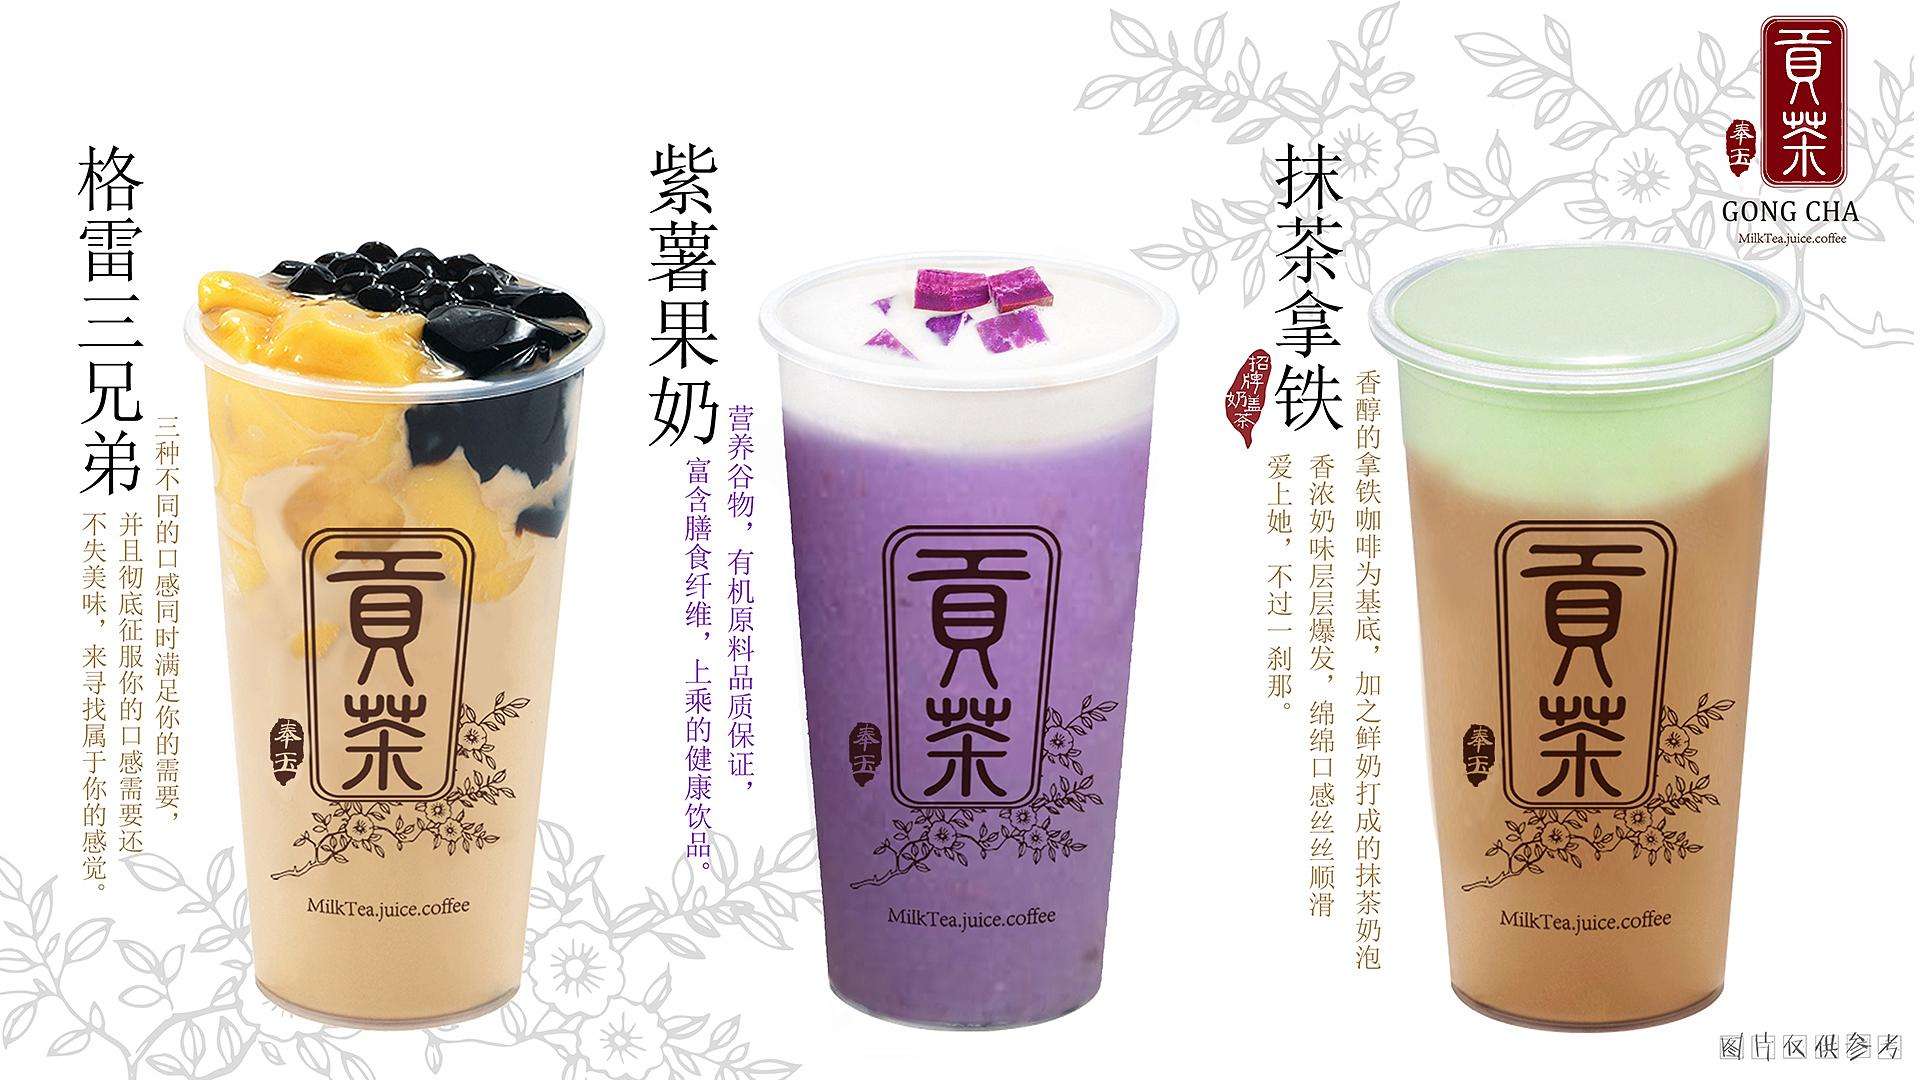 格雷三兄弟
三种不同的口感同时满足你的需要，
并且彻底征服你的口感需要还
不失美味，来寻找属于你的感觉。
貢茶
奉玉
MilkTea.juice.coffee
紫薯果奶
营养谷物，有机原料品质保证，
富含膳食纤维，上乘的健康饮品。
貢茶
奉玉
MilkTea.juice.coffee
抹茶拿铁
招牌奶盖茶
香醇的拿铁咖啡为基底，加之鲜奶打成的抹茶奶泡
香浓奶味层层爆发，绵绵口感丝丝顺滑
爱上她，不过一刹那。
貢茶
奉玉
MilkTea.juice.coffee
貢茶
奉玉
GONG CHA
MilkTea.juice.coffee
图片仅供参考